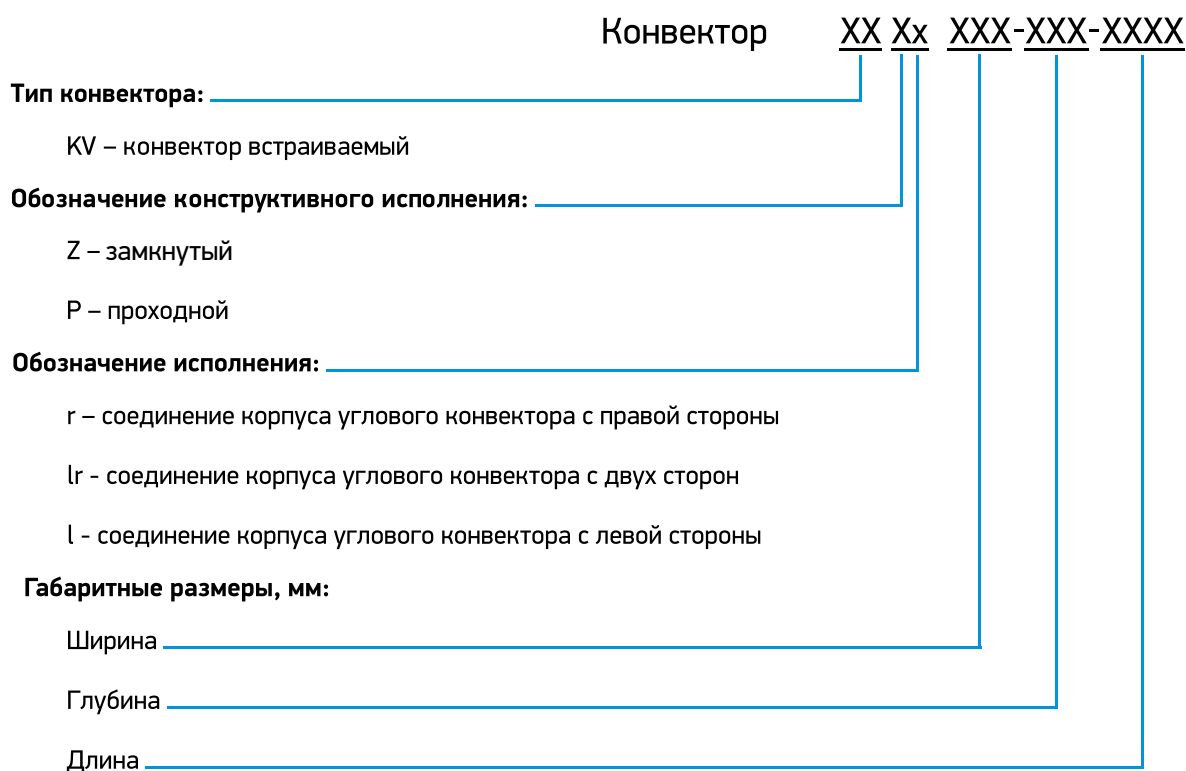 Конвектор XX Xx XXX-XXX-XXXX
Тип конвектора:
KV – конвектор встраиваемый
Обозначение конструктивного исполнения:
Z – замкнутый
P – проходной
Обозначение исполнения:
r – соединение корпуса углового конвектора с правой стороны
lr - соединение корпуса углового конвектора с двух сторон
l - соединение корпуса углового конвектора с левой стороны
Габаритные размеры, мм:
Ширина
Глубина
Длина